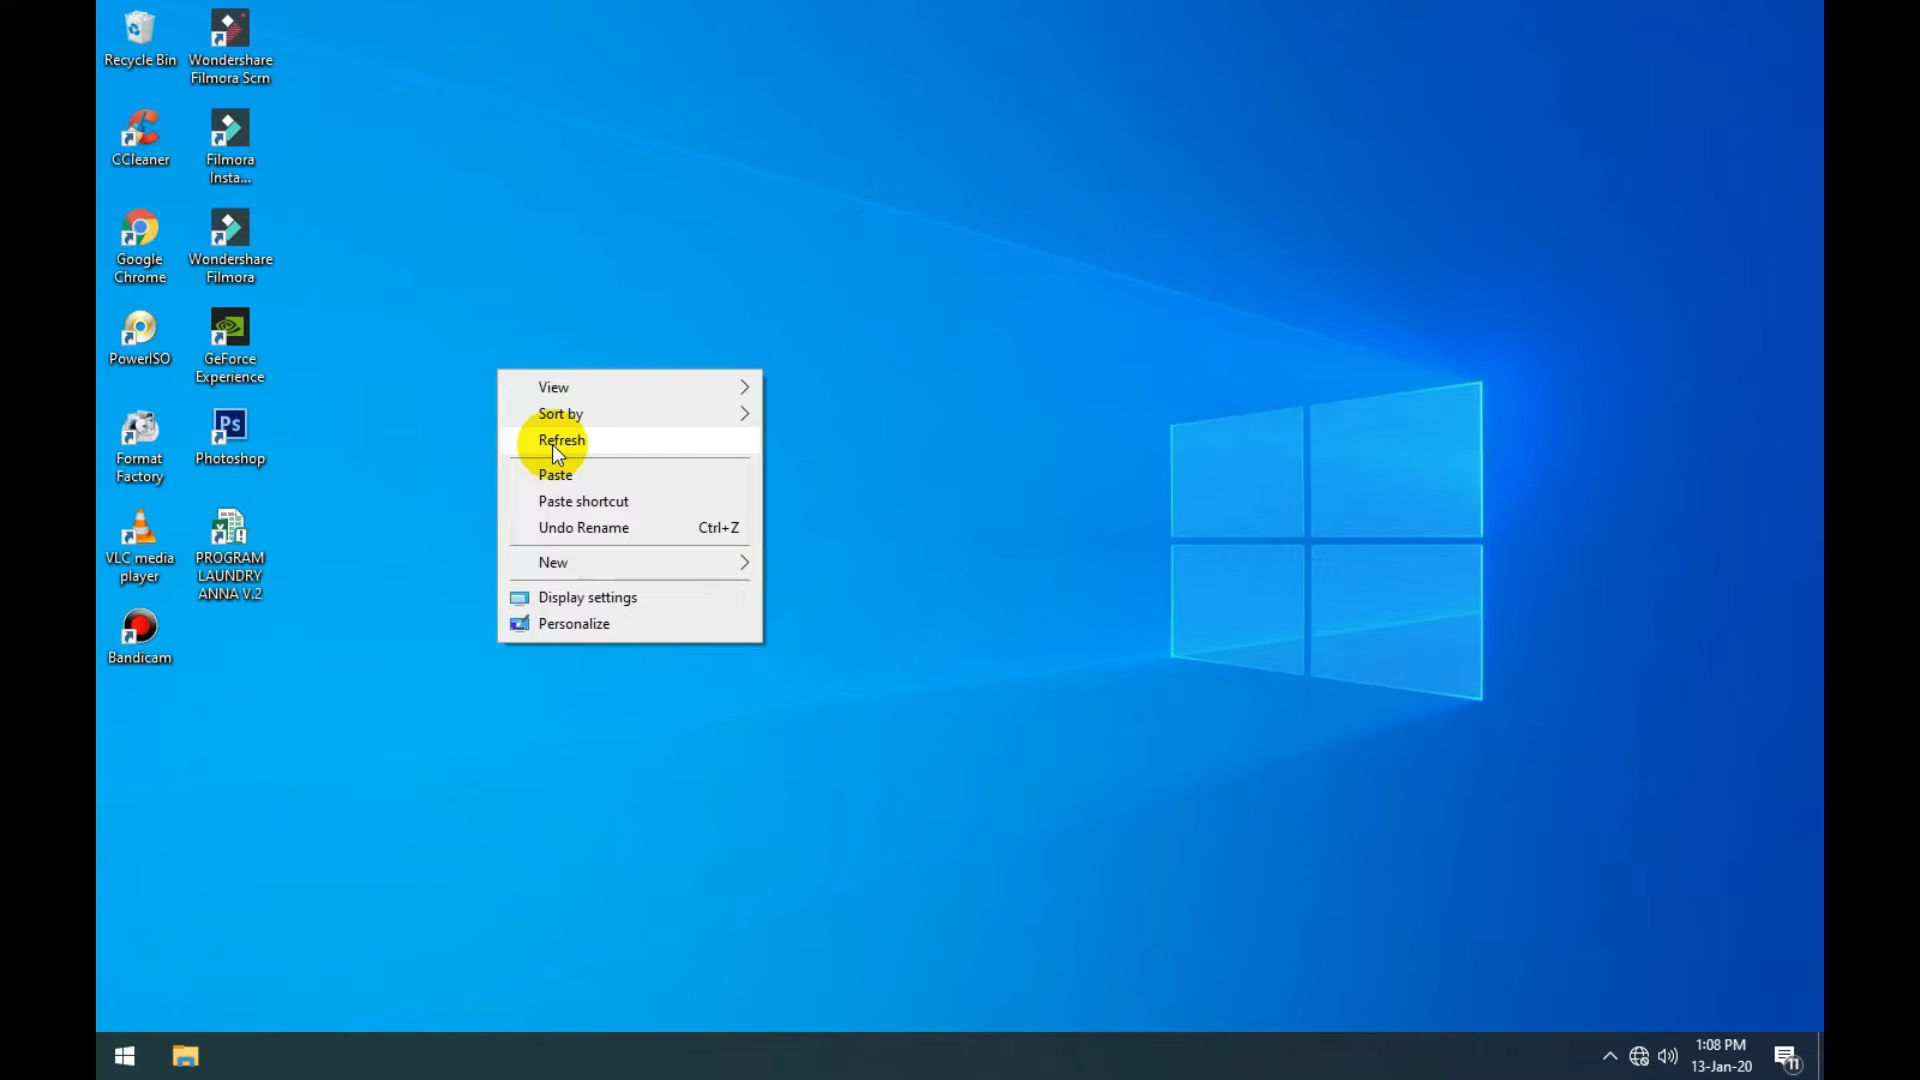 Recycle Bin
Wondershare
Filmora Scrn
CCleaner
Filmora
Insta...
Google
Chrome
Wondershare
Filmora
PowerISO
GeForce
Experience
Format
Factory
Ps
Photoshop
VLC media
player
PROGRAM
LAUNDRY
ANNA V.2
Bandicam
View
Sort by
Refresh
Paste
Paste shortcut
Undo Rename Ctrl+Z
New
Display settings
Personalize
1:08 PM
13-Jan-20
11